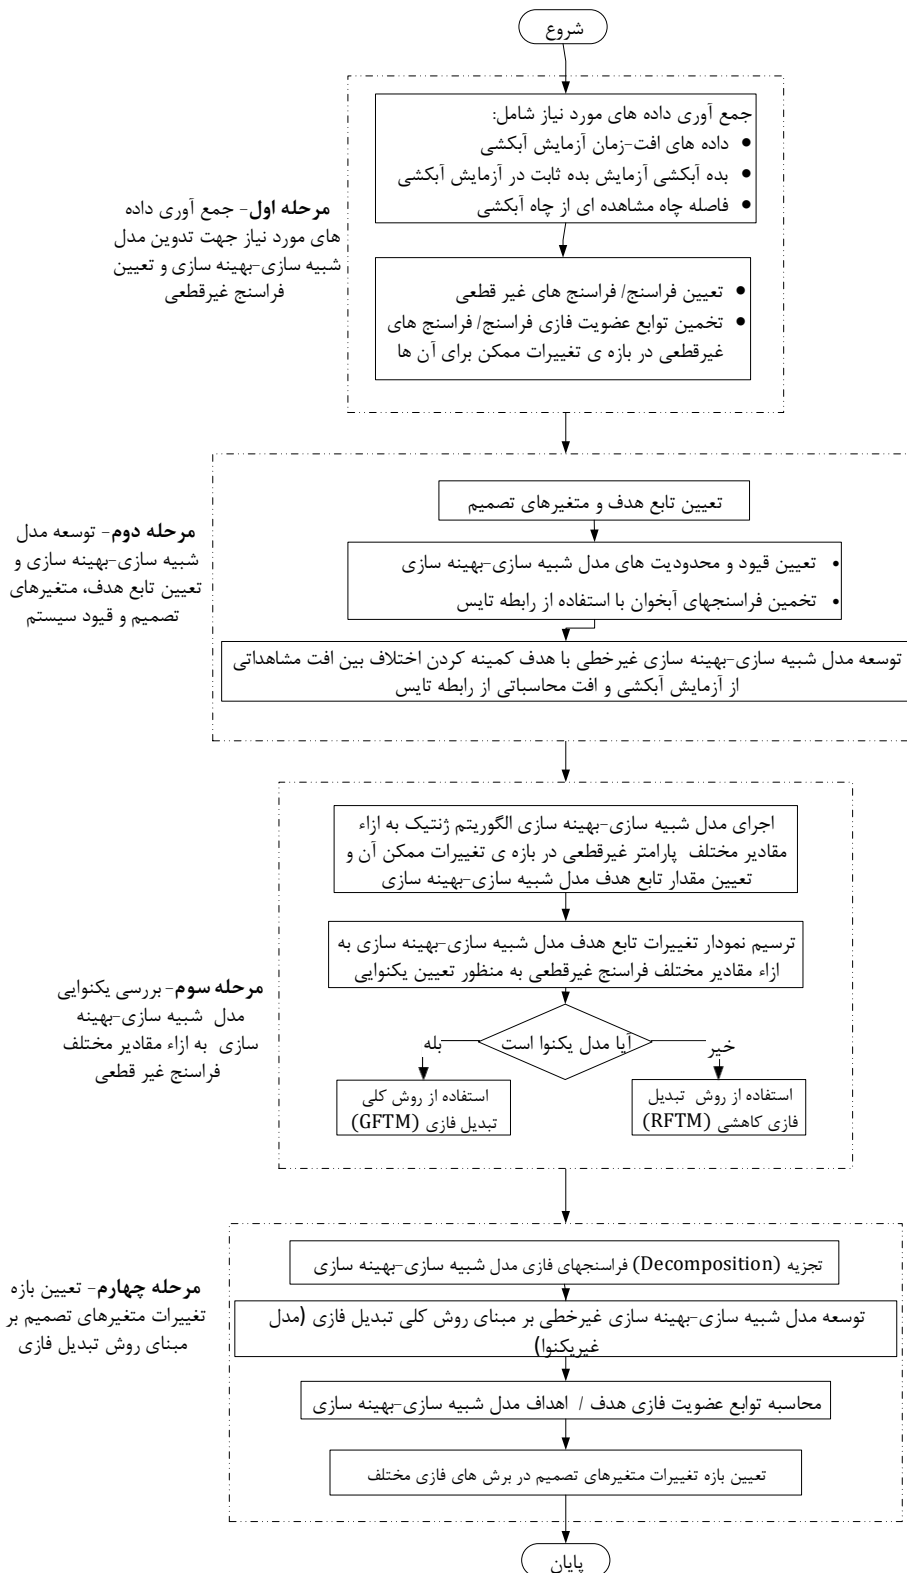 شروع
جمع آوری داده های مورد نیاز شامل:
• داده های افت-زمان آزمایش آبکشی
• بده آبکشی آزمایش بده ثابت در آزمایش آبکشی
• فاصله چاه مشاهده ای از چاه آبکشی
مرحله اول- جمع آوری داده
های مورد نیاز جهت تدوین مدل
شبیه سازی-بهینه سازی و تعیین
فراسنج غیرقطعی
• تعیین فراسنج/ فراسنج های غیر قطعی
• تخمین توابع عضویت فازی فراسنج/ فراسنج های
غیرقطعی در بازه ی تغییرات ممکن برای آن ها
تعیین تابع هدف و متغیرهای تصمیم
مرحله دوم- توسعه مدل
شبیه سازی-بهینه سازی و
تعیین تابع هدف، متغیرهای
تصمیم و قیود سیستم
• تعیین قیود و محدودیت های مدل شبیه سازی-بهینه سازی
• تخمین فراسنجهای آبخوان با استفاده از رابطه تایس
توسعه مدل شبیه سازی-بهینه سازی غیرخطی با هدف کمینه کردن اختلاف بین افت مشاهداتی
از آزمایش آبکشی و افت محاسباتی از رابطه تایس
اجرای مدل شبیه سازی-بهینه سازی الگوریتم ژنتیک به ازاء
مقادیر مختلف پارامتر غیرقطعی در بازه ی تغییرات ممکن آن و
تعیین مقدار تابع هدف مدل شبیه سازی-بهینه سازی
ترسیم نمودار تغییرات تابع هدف مدل شبیه سازی-بهینه سازی به
ازاء مقادیر مختلف فراسنج غیرقطعی به منظور تعیین یکنوایی
مرحله سوم- بررسی یکنوایی
مدل شبیه سازی-بهینه
سازی به ازاء مقادیر مختلف
فراسنج غیر قطعی
آیا مدل یکنوا است
خیر
بله
استفاده از روش تبدیل
فازی کاهشی (RFTM)
استفاده از روش کلی
تبدیل فازی (GFTM)
تجزیه (Decomposition) فراسنجهای فازی مدل شبیه سازی-بهینه سازی
مرحله چهارم- تعیین بازه
تغییرات متغیرهای تصمیم بر
مبنای روش تبدیل فازی
توسعه مدل شبیه سازی-بهینه سازی غیرخطی بر مبنای روش کلی تبدیل فازی (مدل
غیریکنوا)
محاسبه توابع عضویت فازی هدف / اهداف مدل شبیه سازی-بهینه سازی
تعیین بازه تغییرات متغیرهای تصمیم در برش های فازی مختلف
پایان